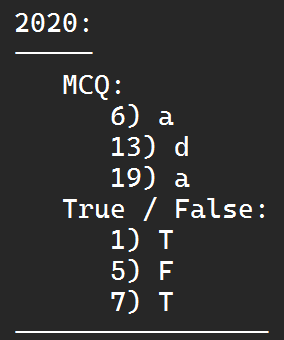 2020:
MCQ:
6) a
13) d
19) a
True / False:
1) T
5) F
7) T